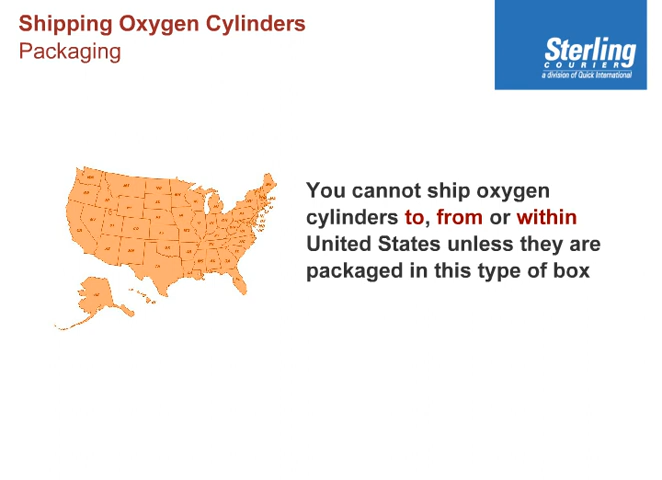 Shipping Oxygen Cylinders
Packaging
Sterling
COURIER
a division of Quick International
You cannot ship oxygen
cylinders to, from or within
United States unless they are
packaged in this type of box